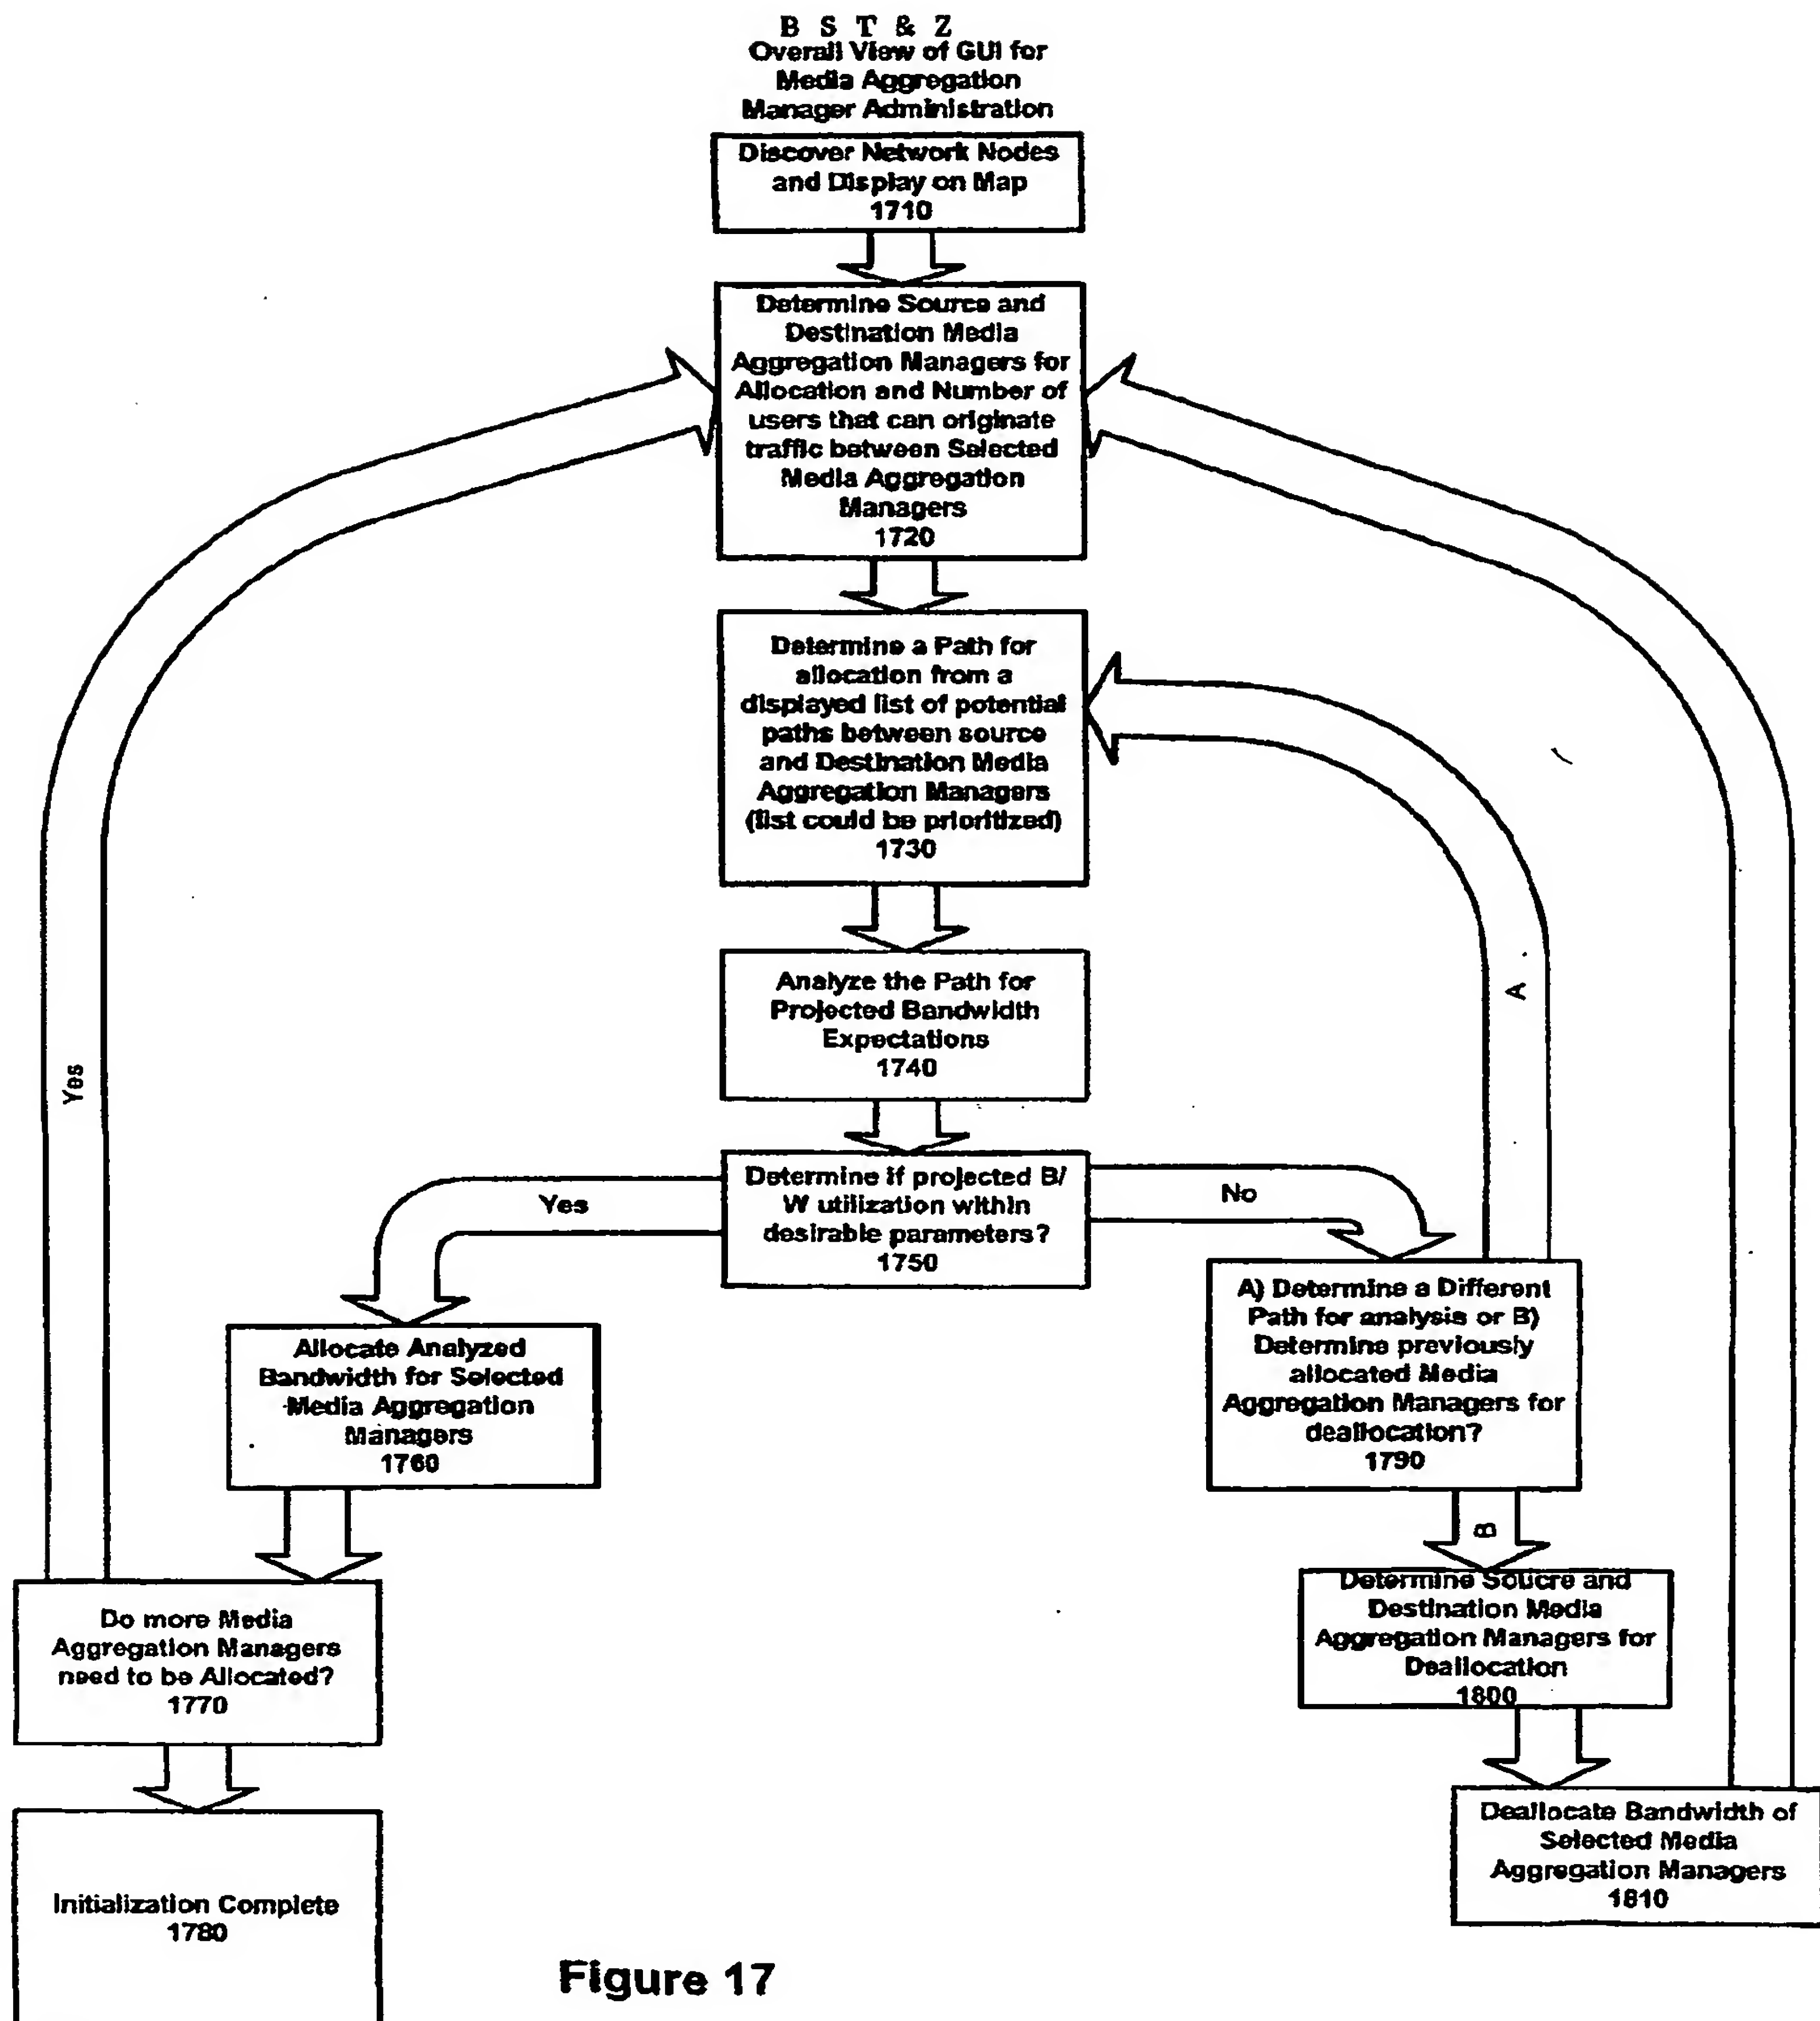 B S T & Z
Overall View of GUI for
Media Aggregation
Manager Administration
Discover Network Nodes
and Display on Map
1710
Determine Source and
Destination Media
Aggregation Managers for
Allocation and Number of
users that can originate
traffic between Selected
Media Aggregation
Managers
1720
Determine a Path for
allocation from a
displayed list of potential
paths between source
and Destination Media
Aggregation Managers
(list could be prioritized)
1730
Analyze the Path for
Projected Bandwidth
Expectations
1740
A
Yes
Determine if projected B/
W utilization within
desirable parameters?
1750
Yes
No
A) Determine a Different
Path for analysis or B)
Determine previously
allocated Media
Aggregation Managers for
deallocation?
1790
Allocate Analyzed
Bandwidth for Selected
Media Aggregation
Managers
1760
B
Do more Media
Aggregation Managers
need to be Allocated?
1770
Determine Soucre and
Destination Media
Aggregation Managers for
Deallocation
1800
Deallocate Bandwidth of
Selected Media
Aggregation Managers
1810
Initialization Complete
1780
Figure 17